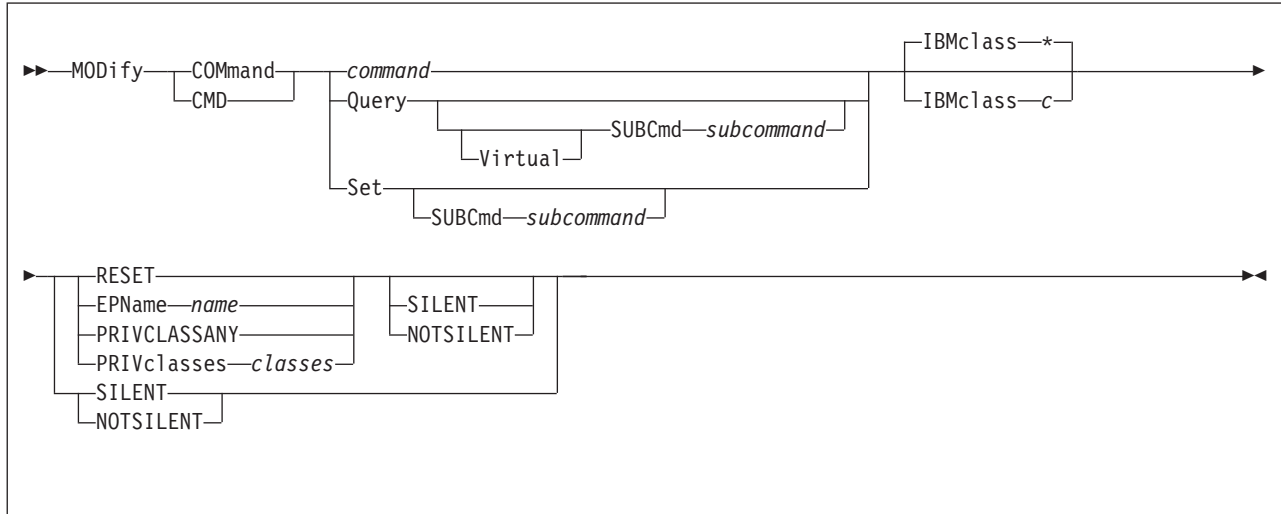 IBMclass *
MODify COMmand command IBMclass c
CMD Query
SUBCmd subcommand
Virtual
Set
SUBCmd subcommand
RESET
EPName name SILENT
PRIVCLASSANY NOTSILENT
PRIVclasses classes
SILENT
NOTSILENT